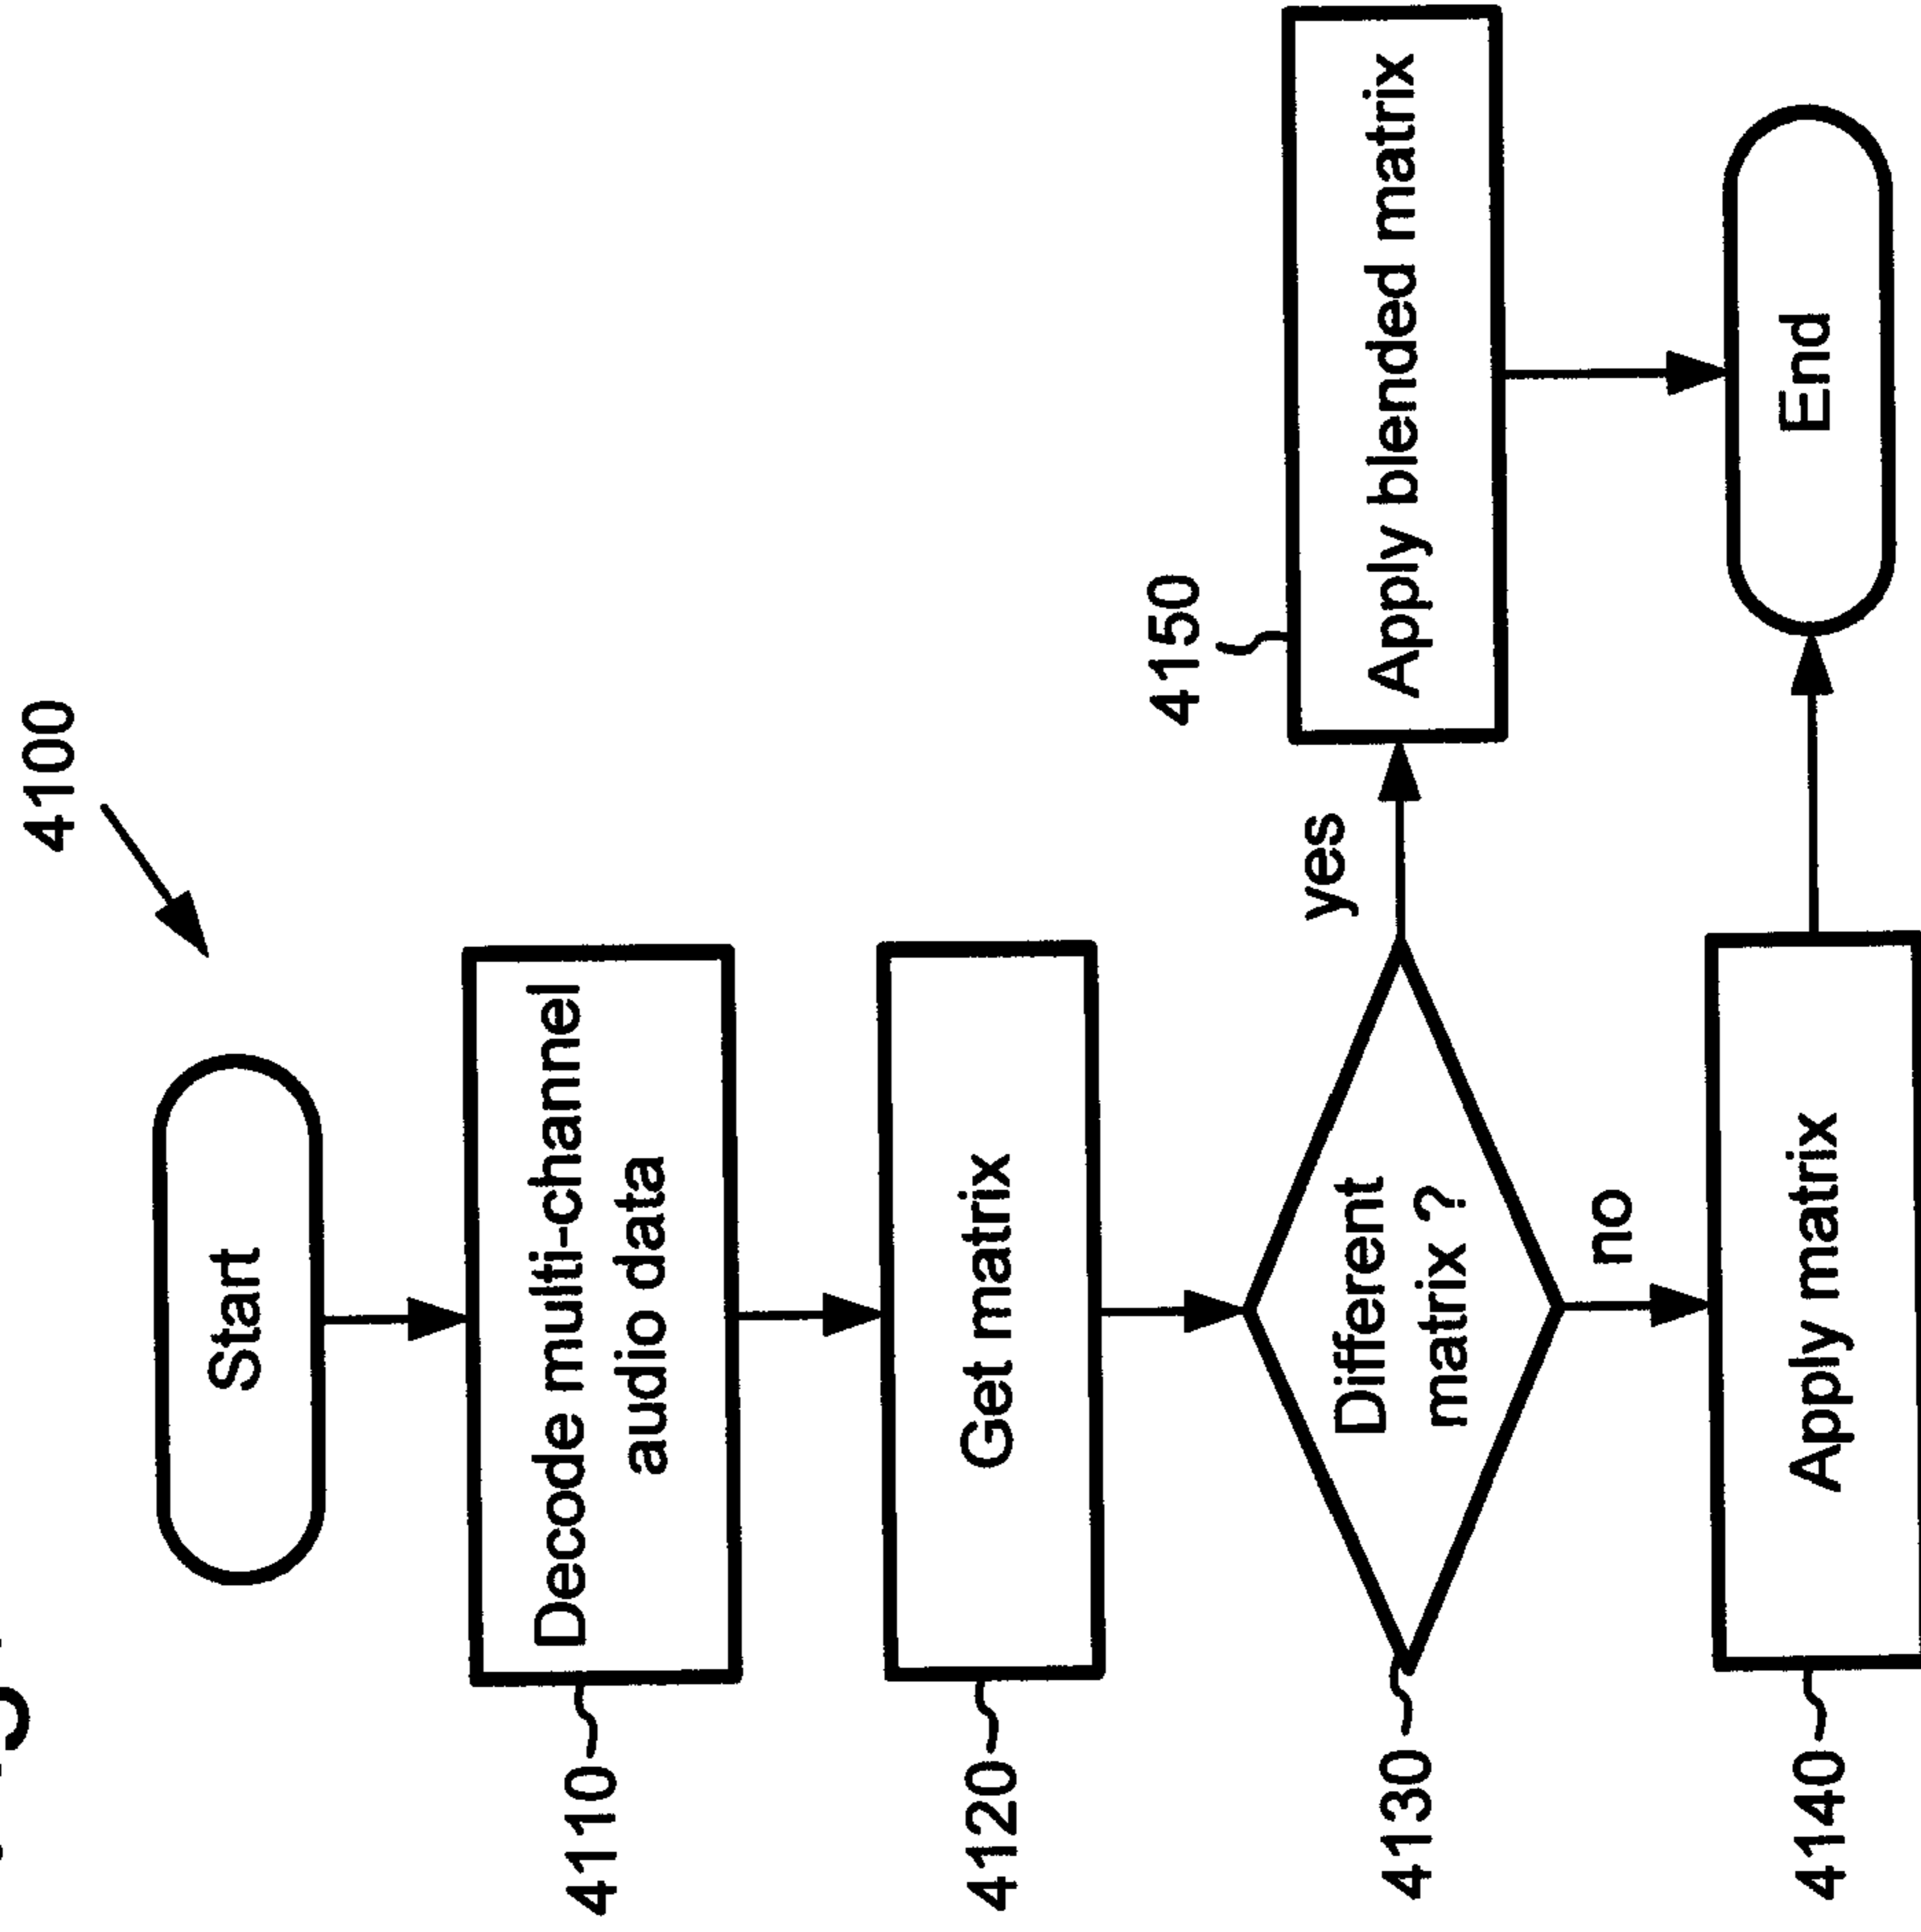 4100
Start
4110
Decode multi-channel
audio data
4120
Get matrix
4130
Different
matrix ?
yes
4150
Apply blended matrix
no
4140
Apply matrix
End